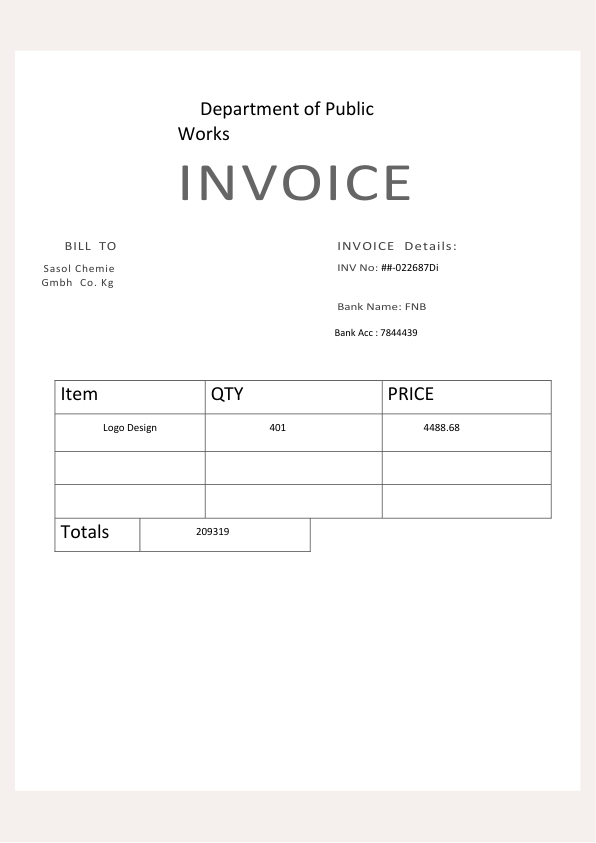 Department of Public
Works
INVOICE
BILL TO
Sasol Chemie
Gmbh Co. Kg
INVOICE Details:
INV No: ##-022687Di
Bank Name: FNB
Bank Acc : 7844439
Item QTY PRICE
Logo Design 401 4488.68
Totals 209319